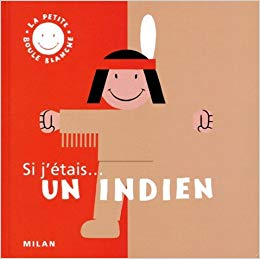 LA PETITE
BOULE BLANCHE
Si j'étais...
UN INDIEN
MILAN